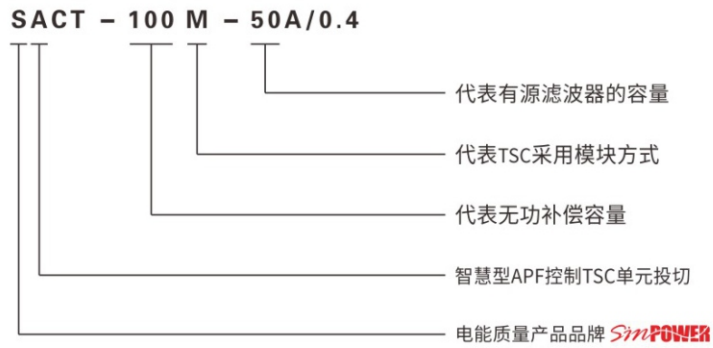 SACT – 100 M – 50A/0.4
代表有源滤波器的容量
代表TSC采用模块方式
代表无功补偿容量
智慧型APF控制TSC单元投切
电能质量产品品牌 SinPOWER